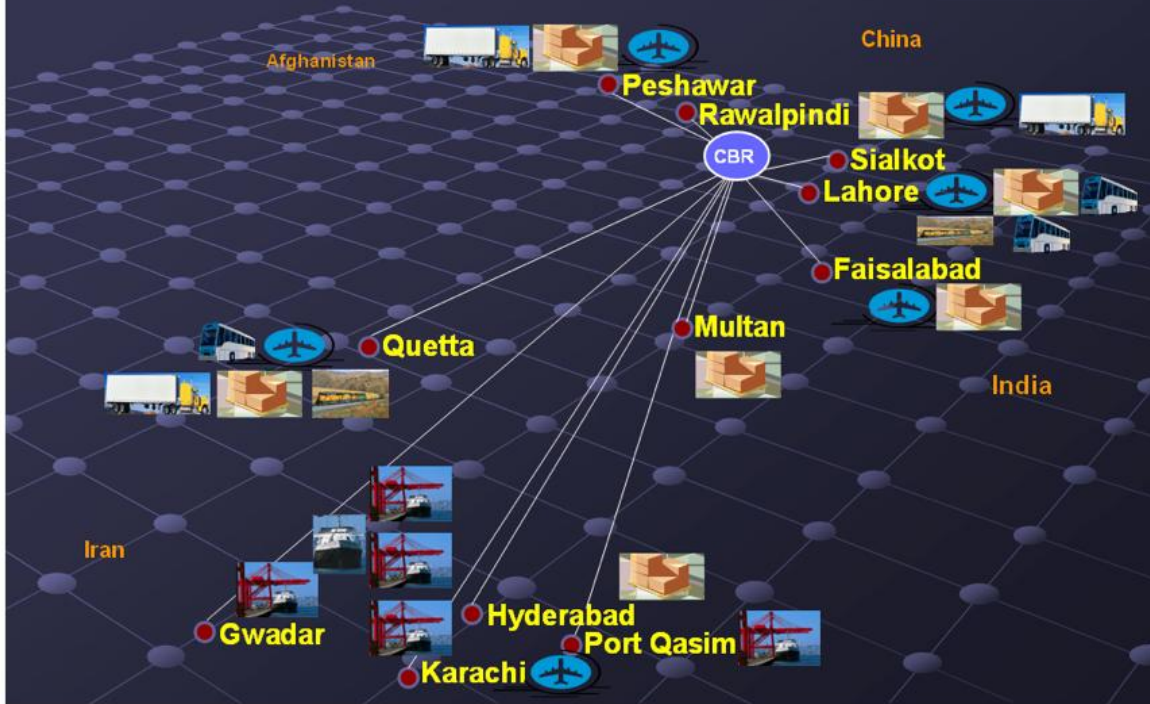 Afghanistan
China
Peshawar
Rawalpindi
CBR
Sialkot
Lahore
Faisalabad
Multan
Quetta
India
Iran
Hyderabad
Gwadar
Port Qasim
Karachi